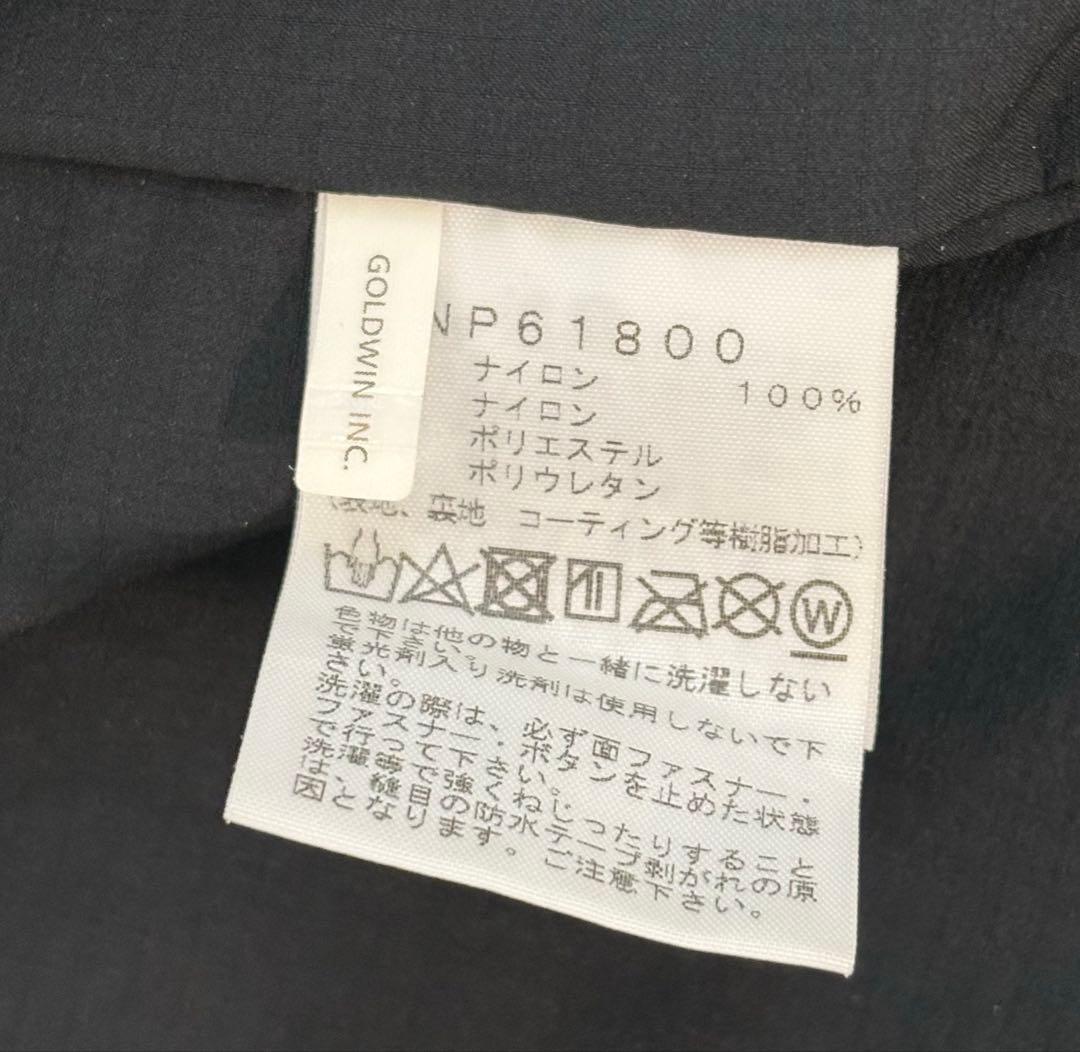 GOLDWIN INC.
NP61800
ナイロン 100%
ナイロン
ポリエステル
ポリウレタン
(表地、裏地 コーティング等樹脂加工)
W
色物は他の物と一緒に洗濯しない
で下さい。
蛍光剤入り洗剤は使用しないで下
さい。
洗濯の際は、必ず面ファスナー・
ファスナー・ボタンを止めた状態
で行って下さい。
洗濯等で強くねじったりすること
は、縫目の防水テープ剥がれの原
因となります。ご注意下さい。